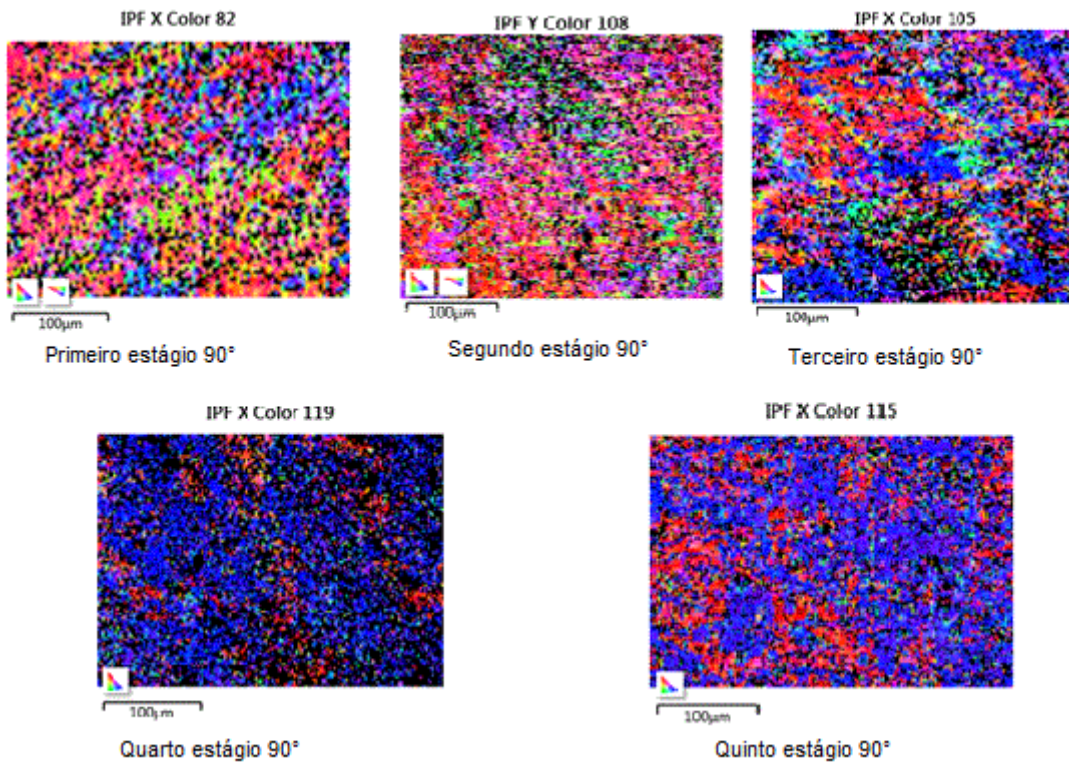 IPF X Color 82
IPF Y Color 108
IPF X Color 105
100µm
100µm
100µm
Primeiro estágio 90°
Segundo estágio 90°
Terceiro estágio 90°
IPF X Color 119
IPF X Color 115
100µm
100µm
Quarto estágio 90°
Quinto estágio 90°